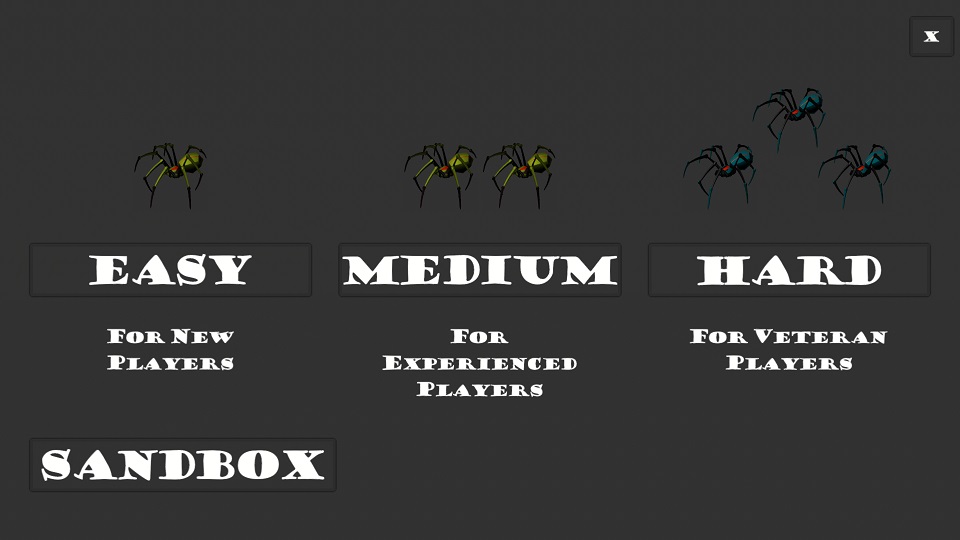 X
EASY
For New
Players
MEDIUM
For
Experienced
Players
HARD
For Veteran
Players
SANDBOX